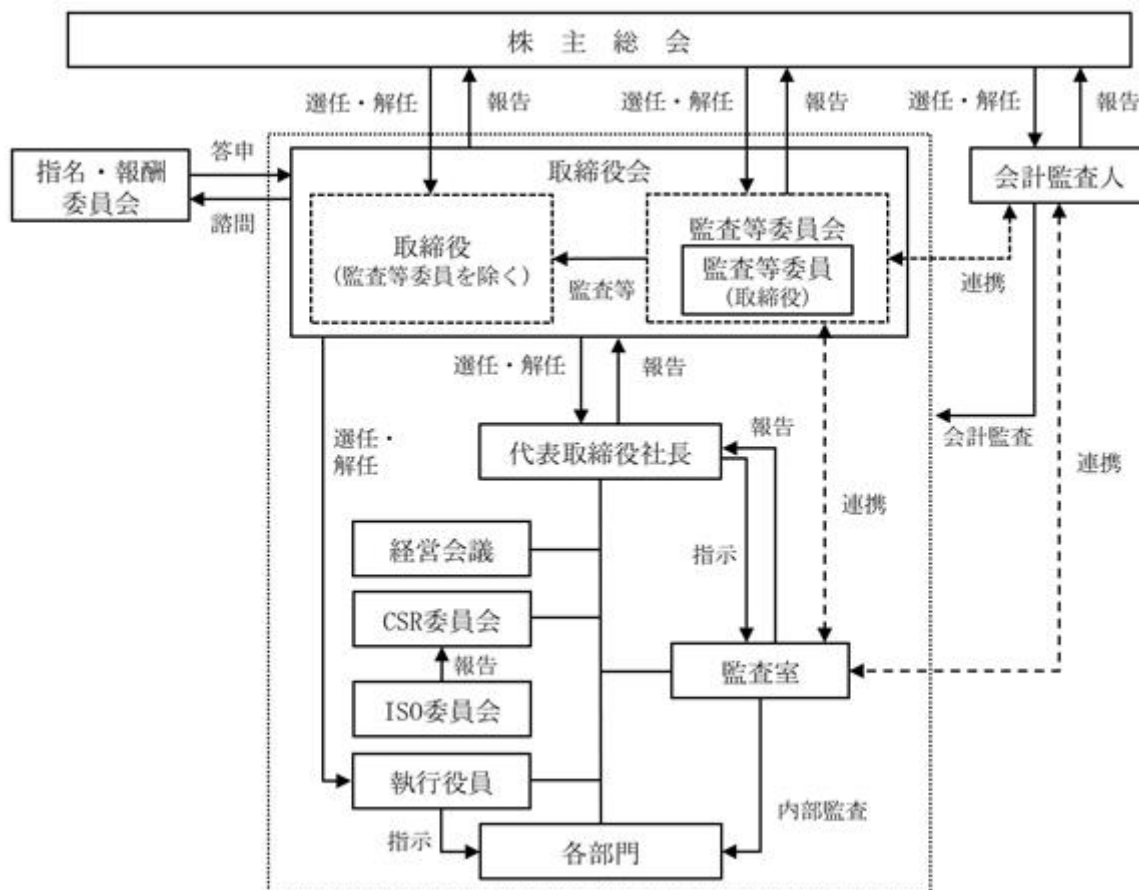 株 主 総 会
選任・解任
報告
選任・解任
報告
選任・解任
報告
指名・報酬
委員会
答申
諮問
取締役会
会計監査人
取締役
(監査等委員を除く)
監査等
監査等委員会
監査等委員
(取締役)
連携
選任・解任
報告
選任・
解任
代表取締役社長
報告
会計監査
連携
連携
指示
経営会議
CSR委員会
報告
ISO委員会
監査室
執行役員
指示
内部監査
各部門